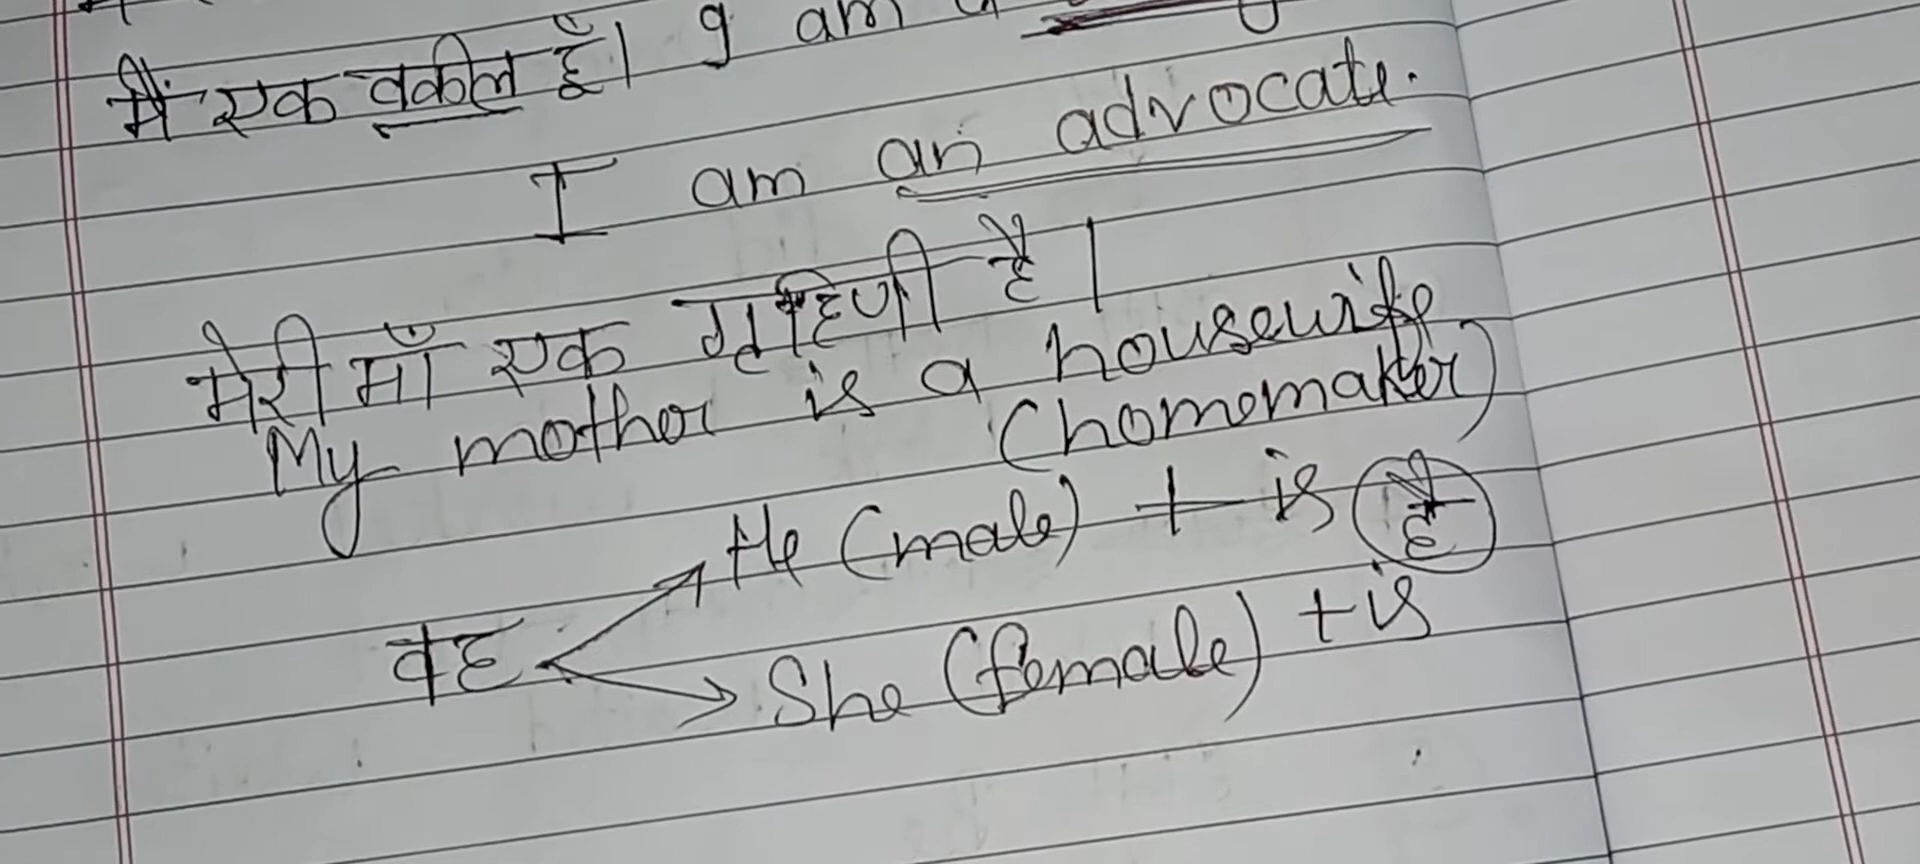 मैं एक वकील हूँ। g am a
I am an advocate.
मेरी माँ एक गृहिणी है।
My mother is a housewife
(homemaker)
He (male) + is है
वह
She (female) + is